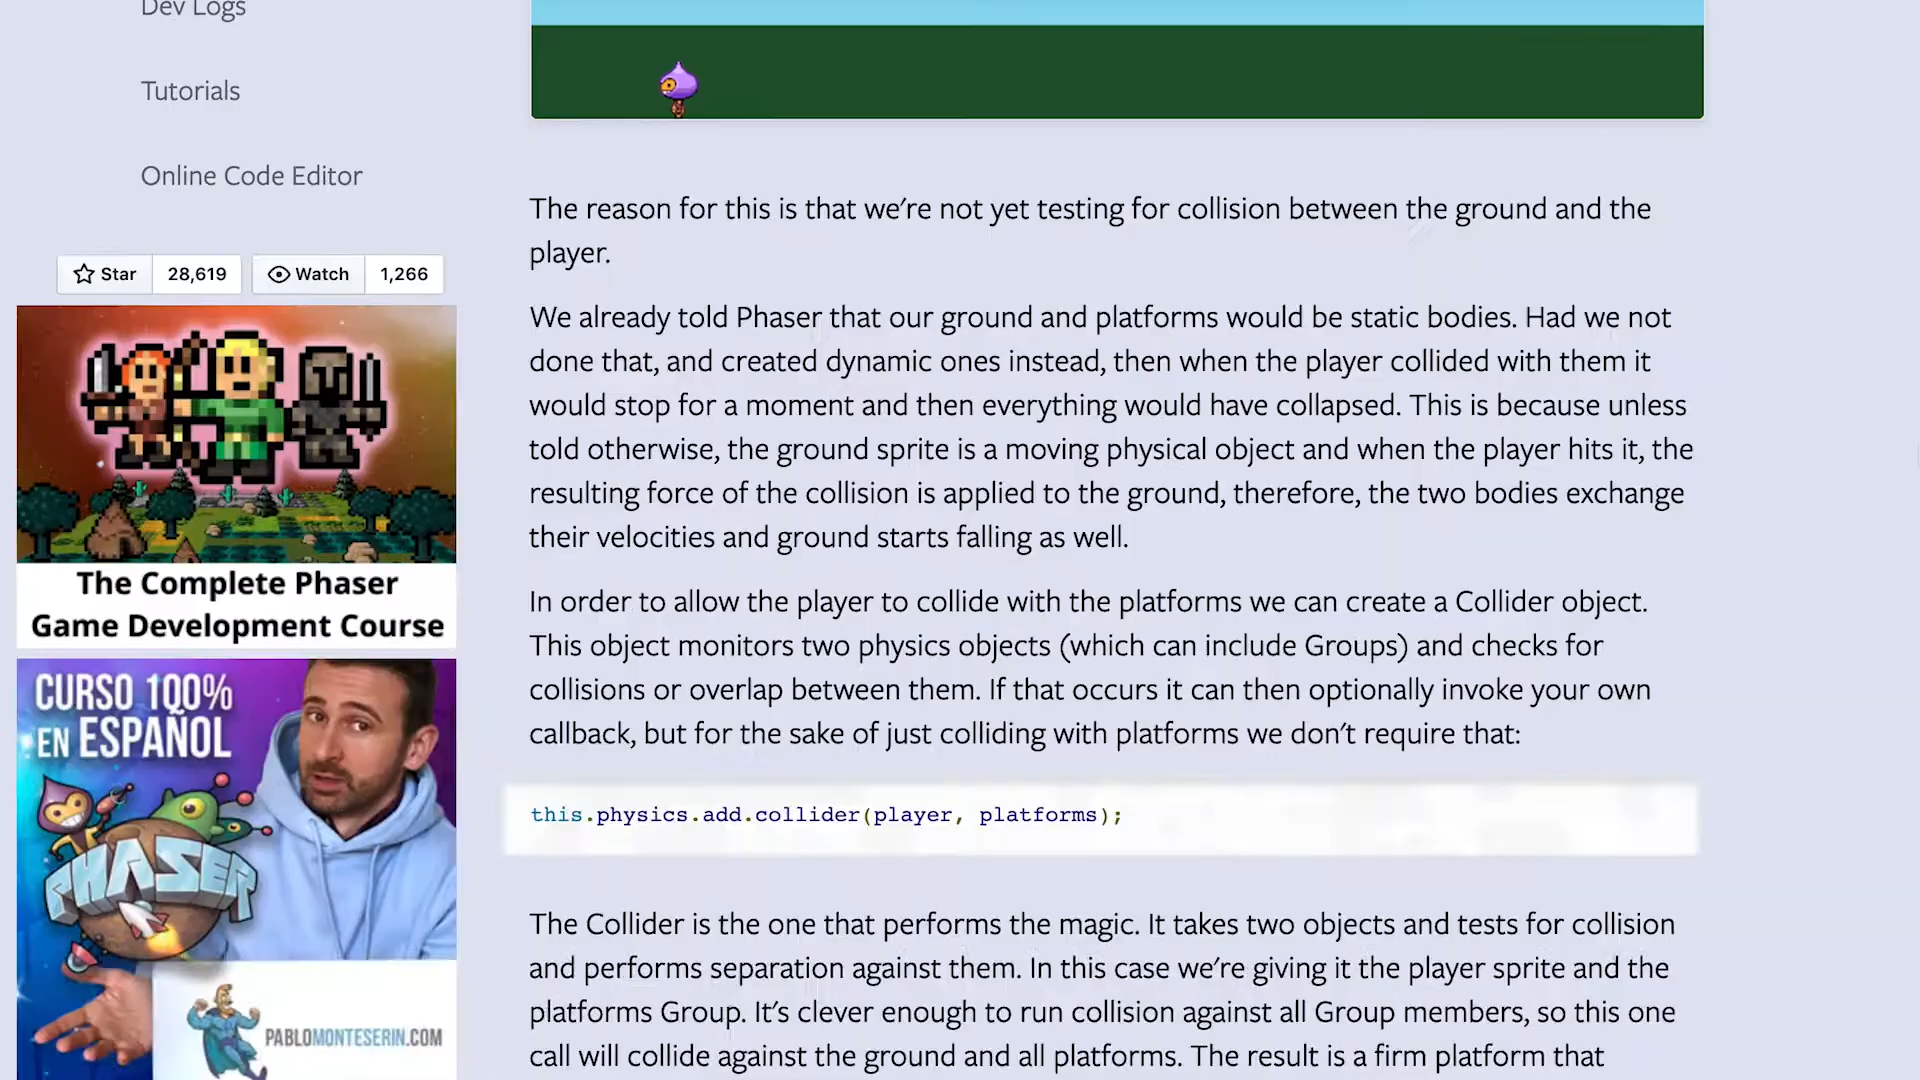 Dev Logs
Tutorials
Online Code Editor
Star 28,619 Watch 1,266
The Complete Phaser
Game Development Course
CURSO 100%
EN ESPAÑOL
PHASER
PABLOMONTESERIN.COM
The reason for this is that we're not yet testing for collision between the ground and the
player.
We already told Phaser that our ground and platforms would be static bodies. Had we not
done that, and created dynamic ones instead, then when the player collided with them it
would stop for a moment and then everything would have collapsed. This is because unless
told otherwise, the ground sprite is a moving physical object and when the player hits it, the
resulting force of the collision is applied to the ground, therefore, the two bodies exchange
their velocities and ground starts falling as well.
In order to allow the player to collide with the platforms we can create a Collider object.
This object monitors two physics objects (which can include Groups) and checks for
collisions or overlap between them. If that occurs it can then optionally invoke your own
callback, but for the sake of just colliding with platforms we don't require that:
this.physics.add.collider(player, platforms);
The Collider is the one that performs the magic. It takes two objects and tests for collision
and performs separation against them. In this case we're giving it the player sprite and the
platforms Group. It's clever enough to run collision against all Group members, so this one
call will collide against the ground and all platforms. The result is a firm platform that